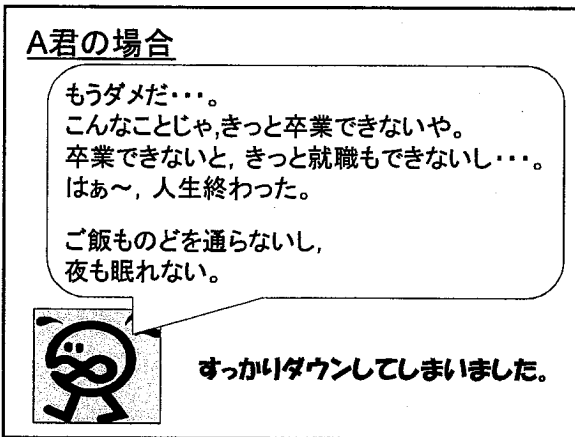 A君の場合
もうダメだ・・・。
こんなことじゃ,きっと卒業できないや。
卒業できないと, きっと就職もできないし・・・。
はぁ～, 人生終わった。
ご飯ものどを通らないし,
夜も眠れない。
すっかりダウンしてしまいました。